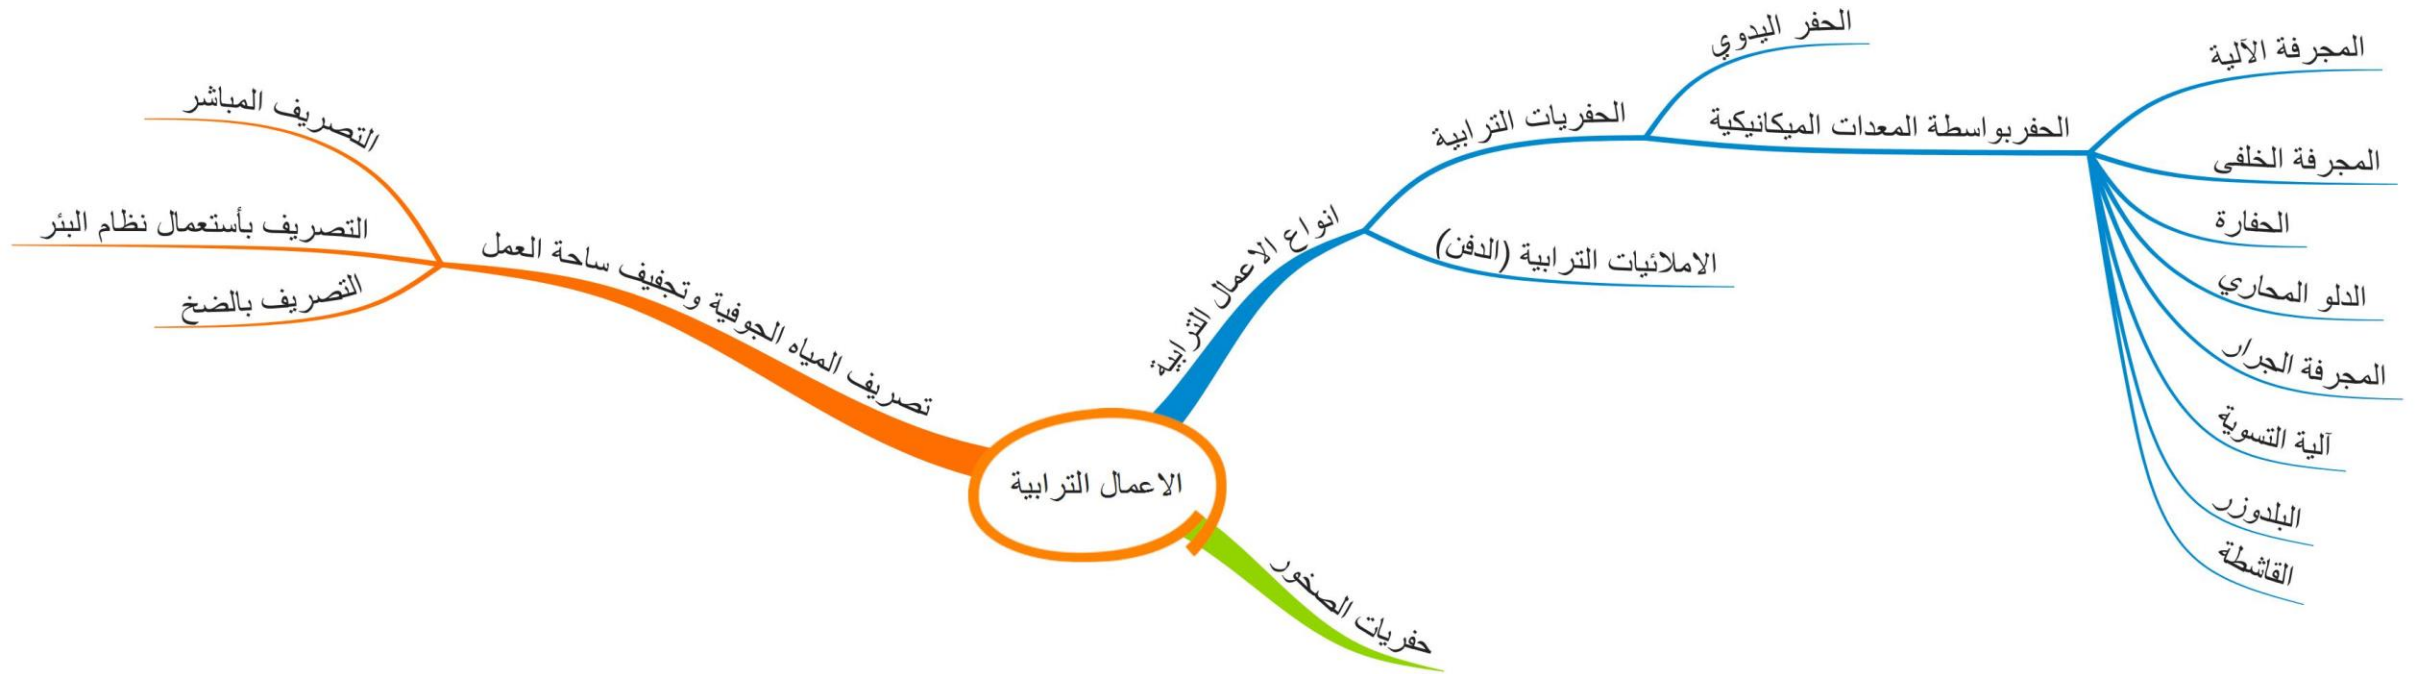 الاعمال الترابية
انواع الاعمال الترابية
الحفريات الترابية
الحفر اليدوي
الحفربواسطة المعدات الميكانيكية
المجرفة الآلية
المجرفة الخلفى
الحفارة
الدلو المحاري
المجرفة الجرار
آلية التسوية
البلدوزر
القاشطة
الاملائيات الترابية (الدفن)
حفريات الصخور
تصريف المياه الجوفية وتجفيف ساحة العمل
التصريف المباشر
التصريف بأستعمال نظام البئر
التصريف بالضخ